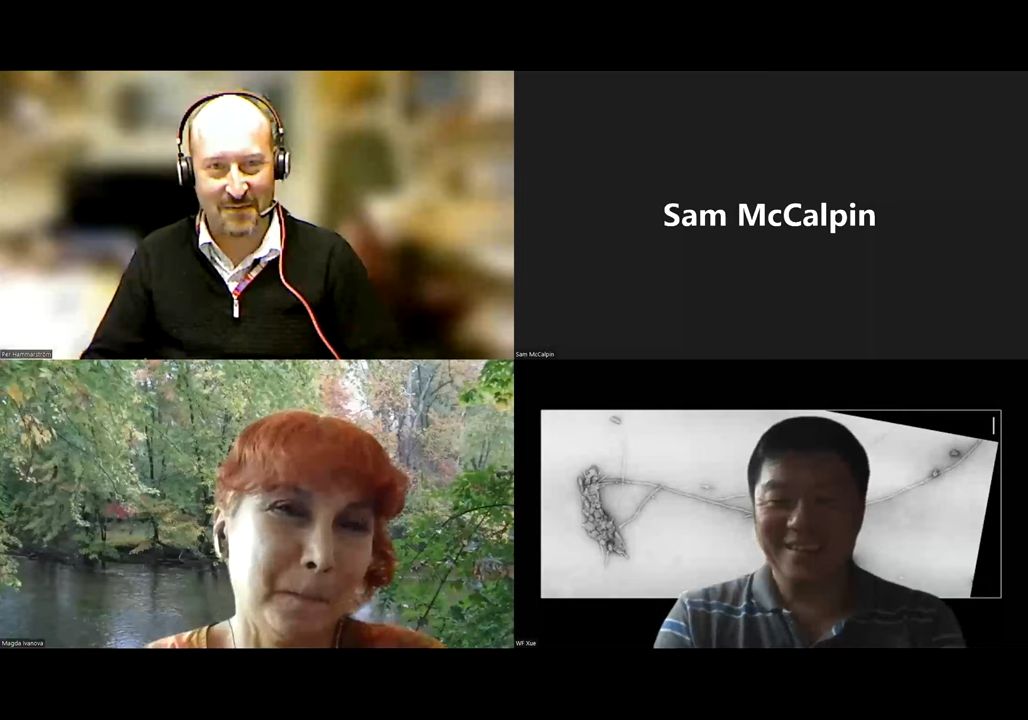 Sam McCalpin
Per Hammarström
Sam McCalpin
Magda Ivanova
WF Xue